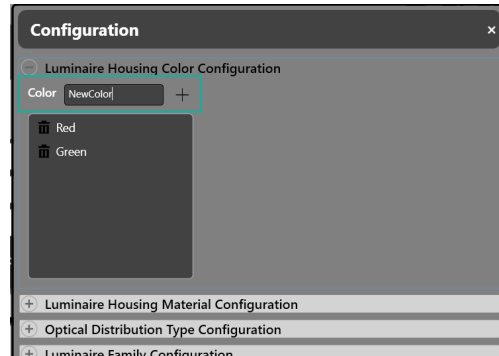 Configuration ×
Luminaire Housing Color Configuration
Color NewColor +
Red
Green
Luminaire Housing Material Configuration
Optical Distribution Type Configuration
Luminaire Family Configuration